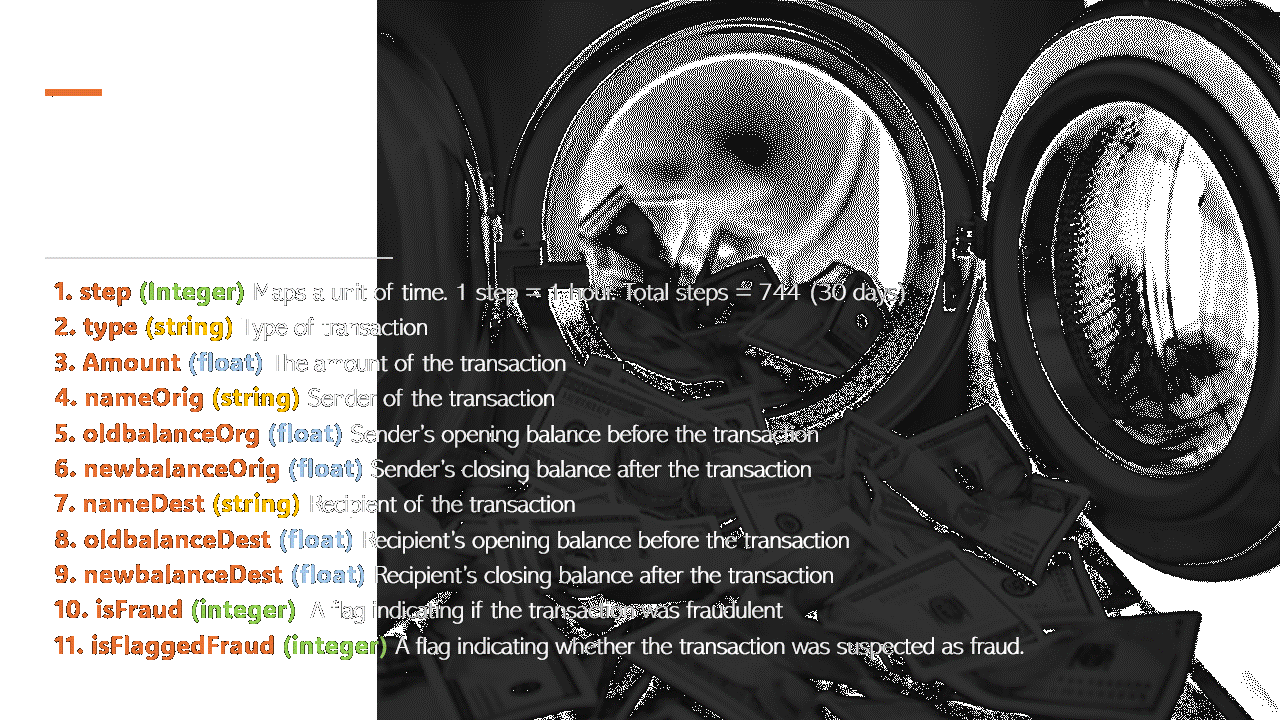 1. step (Integer) Maps a unit of time. 1 step = 1 hour. Total steps = 744 (30 days)
2. type (string) Type of transaction
3. Amount (float) The amount of the transaction
4. nameOrig (string) Sender of the transaction
5. oldbalanceOrg (float) Sender's opening balance before the transaction
6. newbalanceOrig (float) Sender's closing balance after the transaction
7. nameDest (string) Recipient of the transaction
8. oldbalanceDest (float) Recipient's opening balance before the transaction
9. newbalanceDest (float) Recipient's closing balance after the transaction
10. isFraud (integer) A flag indicating if the transaction was fraudulent
11. isFlaggedFraud (integer) A flag indicating whether the transaction was suspected as fraud.